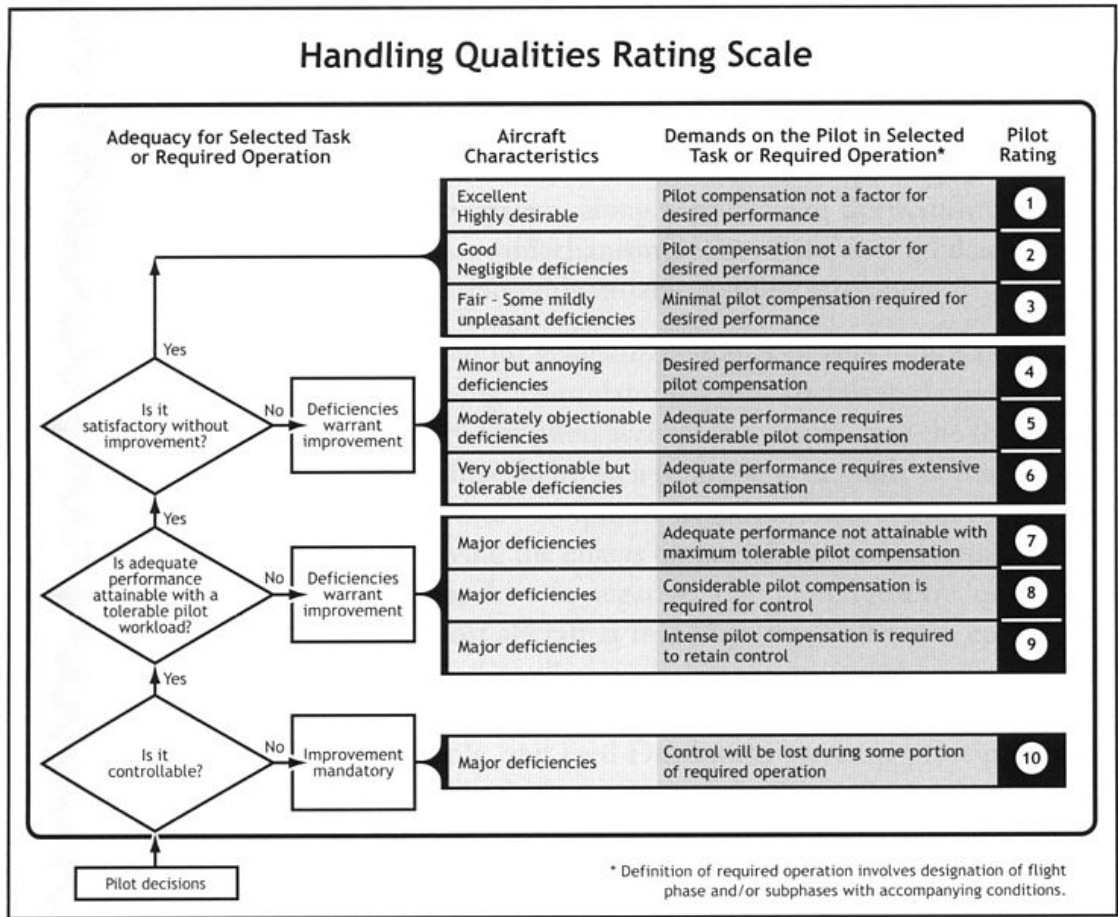 Handling Qualities Rating Scale
Adequacy for Selected Task
or Required Operation
Aircraft
Characteristics
Demands on the Pilot in Selected
Task or Required Operation*
Pilot
Rating
Excellent
Highly desirable
Pilot compensation not a factor for
desired performance
1
Good
Negligible deficiencies
Pilot compensation not a factor for
desired performance
2
Fair – Some mildly
unpleasant deficiencies
Minimal pilot compensation required for
desired performance
3
Yes
Is it
satisfactory without
improvement?
No
Deficiencies
warrant
improvement
Minor but annoying
deficiencies
Desired performance requires moderate
pilot compensation
4
Moderately objectionable
deficiencies
Adequate performance requires
considerable pilot compensation
5
Very objectionable but
tolerable deficiencies
Adequate performance requires extensive
pilot compensation
6
Yes
Is adequate
performance
attainable with a
tolerable pilot
workload?
No
Deficiencies
warrant
improvement
Major deficiencies
Adequate performance not attainable with
maximum tolerable pilot compensation
7
Major deficiencies
Considerable pilot compensation is
required for control
8
Major deficiencies
Intense pilot compensation is required
to retain control
9
Yes
Is it
controllable?
No
Improvement
mandatory
Major deficiencies
Control will be lost during some portion
of required operation
10
Pilot decisions
* Definition of required operation involves designation of flight
phase and/or subphases with accompanying conditions.